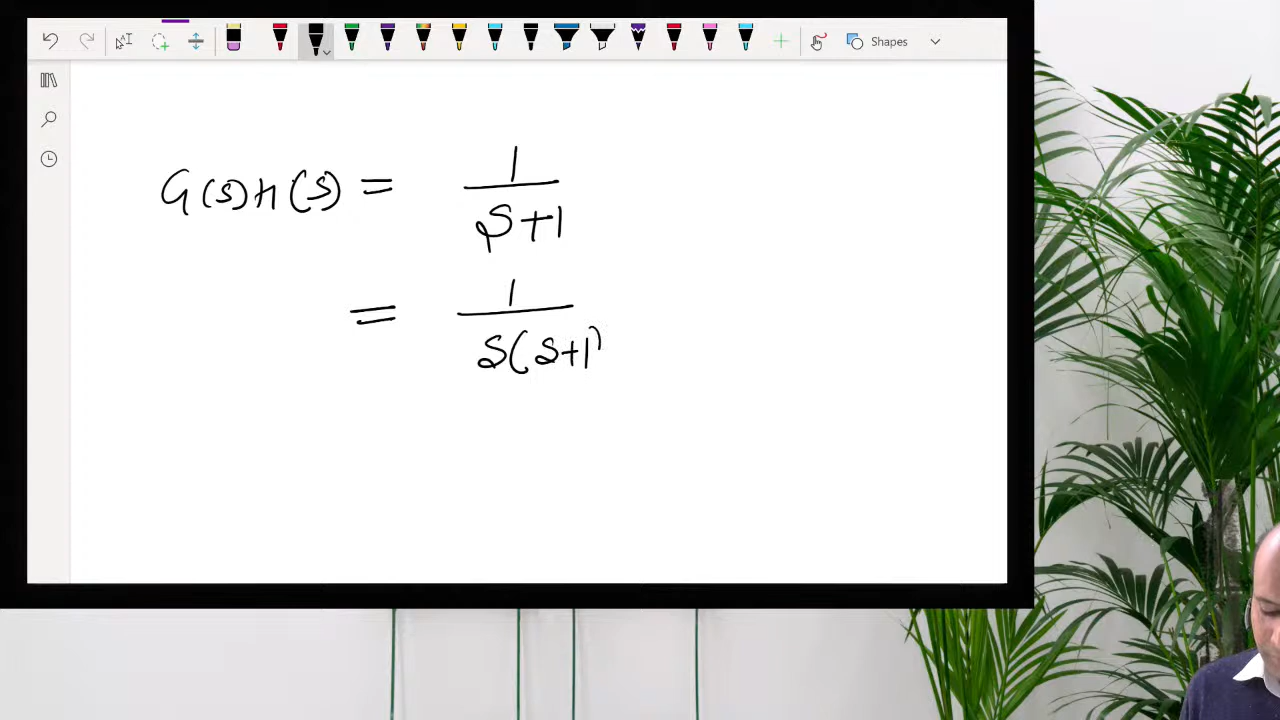 Shapes
G(s)H(s) = 1/(S+1)
= 1/(S(S+1))